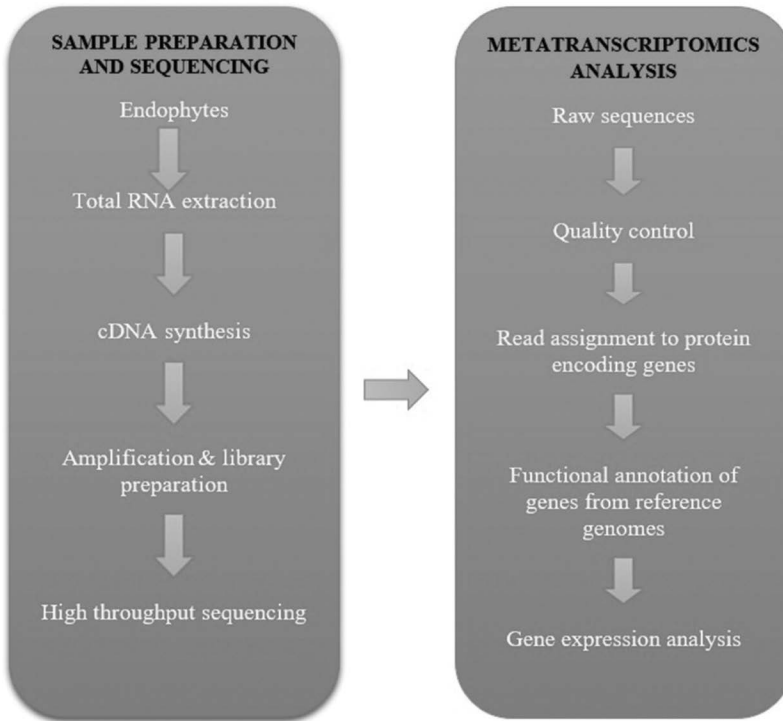 SAMPLE PREPARATION
AND SEQUENCING
Endophytes
Total RNA extraction
cDNA synthesis
Amplification & library
preparation
High throughput sequencing
METATRANSCRIPTOMICS
ANALYSIS
Raw sequences
Quality control
Read assignment to protein
encoding genes
Functional annotation of
genes from reference
genomes
Gene expression analysis